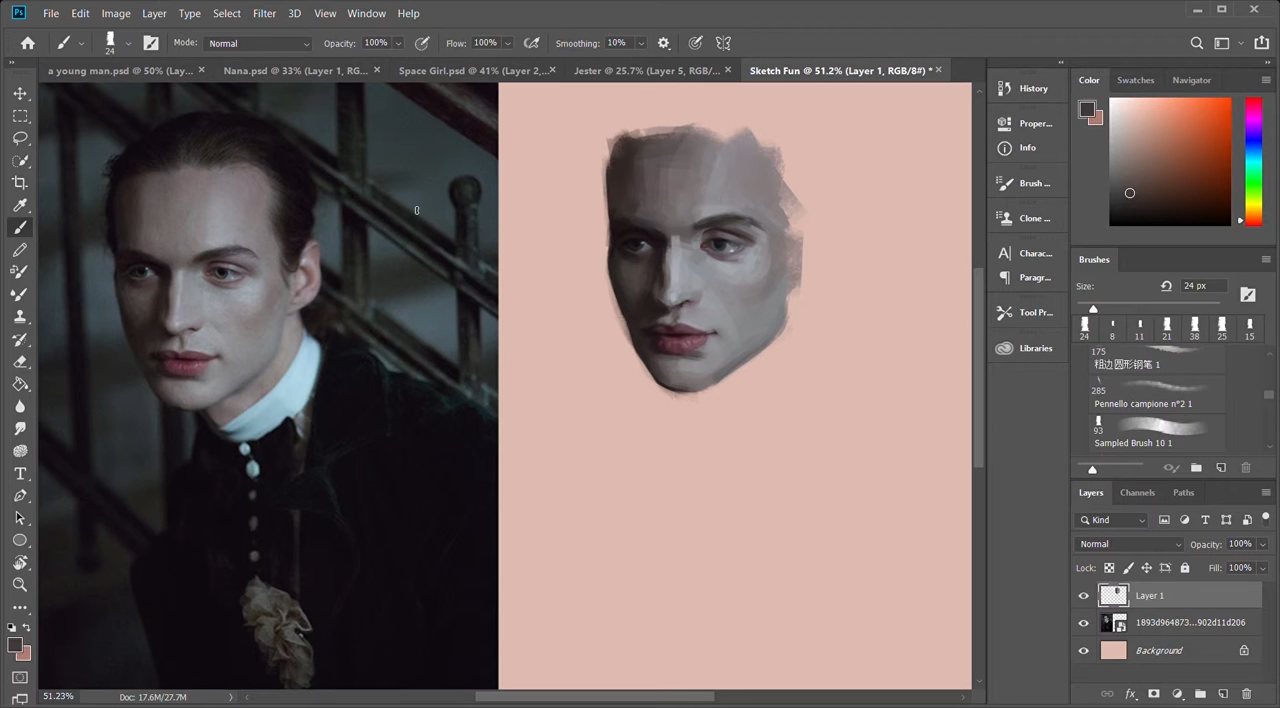 Ps File Edit Image Layer Type Select Filter 3D View Window Help
24 Mode: Normal Opacity: 100% Flow: 100% Smoothing: 10%
a young man.psd @ 50% (Lay... Nana.psd @ 33% (Layer 1, RG... Space Girl.psd @ 41% (Layer 2,... Jester @ 25.7% (Layer 5, RGB/... Sketch Fun @ 51.2% (Layer 1, RGB/8#) *
History
Proper...
Info
Brush ...
Clone ...
Charac...
Paragr...
Tool Pr...
Libraries
Color Swatches Navigator
Brushes
Size: 24 px
24 8 11 21 38 25 15
175
粗边圆形钢笔 1
285
Pennello campione n°2 1
93
Sampled Brush 10 1
Layers Channels Paths
Kind
Normal Opacity: 100%
Lock: Fill: 100%
Layer 1
1893d964873...902d11d206
Background
51.23% Doc: 17.6M/27.7M